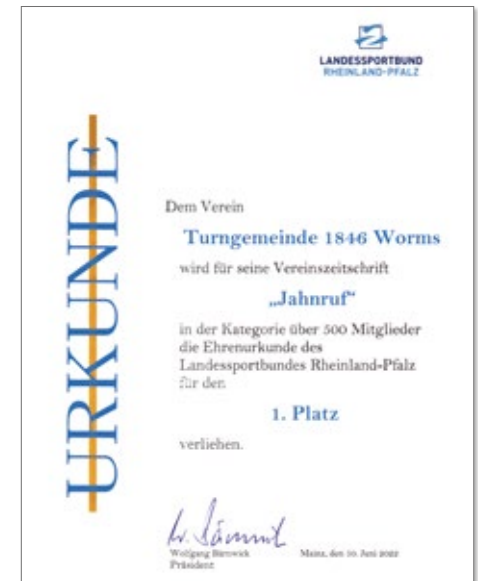 LANDESSPORTBUND
RHEINLAND-PFALZ
URKUNDE
Dem Verein
Turngemeinde 1846 Worms
wird für seine Vereinszeitschrift
„Jahnruf“
in der Kategorie über 500 Mitglieder
die Ehrenurkunde des
Landessportbundes Rheinland-Pfalz
für den
1. Platz
verliehen.
Wolfgang Bärnwick
Mainz, den 10. Juni 2022
Präsident